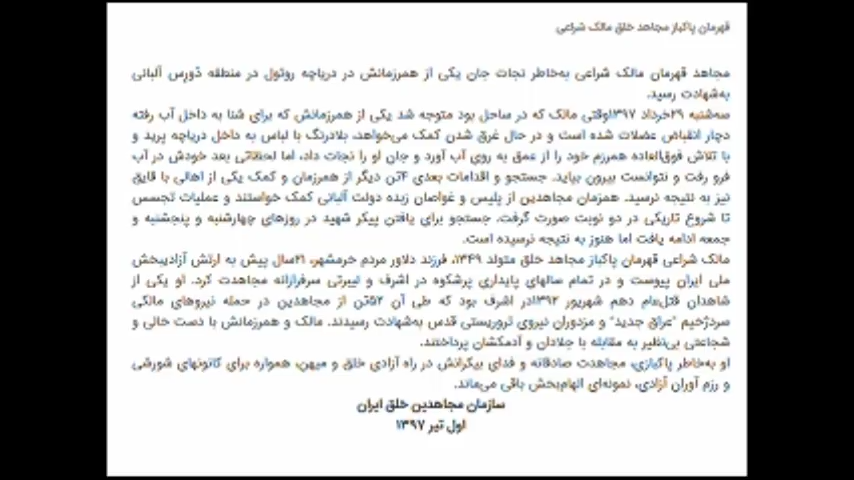 قهرمان پاکباز مجاهد خلق مالک شراعی
مجاهد قهرمان مالک شراعی به‌خاطر نجات جان یکی از همرزمانش در دریاچه روتول در منطقه دُورِس آلبانی
به‌شهادت رسید.
سه‌شنبه ۲۹خرداد ۱۳۹۷وقتی مالک که در ساحل بود متوجه شد یکی از همرزمانش که برای شنا به داخل آب رفته
دچار انقباض عضلات شده است و در حال غرق شدن کمک می‌خواهد، بلادرنگ با لباس به داخل دریاچه پرید و
با تلاش فوق‌العاده همرزم خود را از عمق به روی آب آورد و جان او را نجات داد، اما لحظاتی بعد خودش در آب
فرو رفت و نتوانست بیرون بیاید. جستجو و اقدامات بعدی ۴تن دیگر از همرزمان و کمک یکی از اهالی با قایق
نیز به نتیجه نرسید. همزمان مجاهدین از پلیس و غواصان زبده دولت آلبانی کمک خواستند و عملیات تجسس
تا شروع تاریکی در دو نوبت صورت گرفت. جستجو برای یافتن پیکر شهید در روزهای چهارشنبه و پنجشنبه و
جمعه ادامه یافت اما هنوز به نتیجه نرسیده است.
مالک شراعی قهرمان پاکباز مجاهد خلق متولد ۱۳۴۹، فرزند دلاور مردم خرمشهر، ۲۱سال پیش به ارتش آزادیبخش
ملی ایران پیوست و در تمام سالهای پایداری پرشکوه در اشرف و لیبرتی سرفرازانه مجاهدت کرد. او یکی از
شاهدان قتل‌عام دهم شهریور ۱۳۹۲در اشرف بود که طی آن ۵۲تن از مجاهدین در حمله نیروهای مالکی
سردژخیم "عراق جدید" و مزدوران نیروی تروریستی قدس به‌شهادت رسیدند. مالک و همرزمانش با دست خالی و
شجاعتی بی‌نظیر به مقابله با جلادان و آدمکشان پرداختند.
او به‌خاطر پاکبازی، مجاهدت صادقانه و فدای بیکرانش در راه آزادی خلق و میهن، همواره برای کانونهای شورشی
و رزم آوران آزادی، نمونه‌ای الهام‌بخش باقی می‌ماند.
سازمان مجاهدین خلق ایران
اول تیر ۱۳۹۷